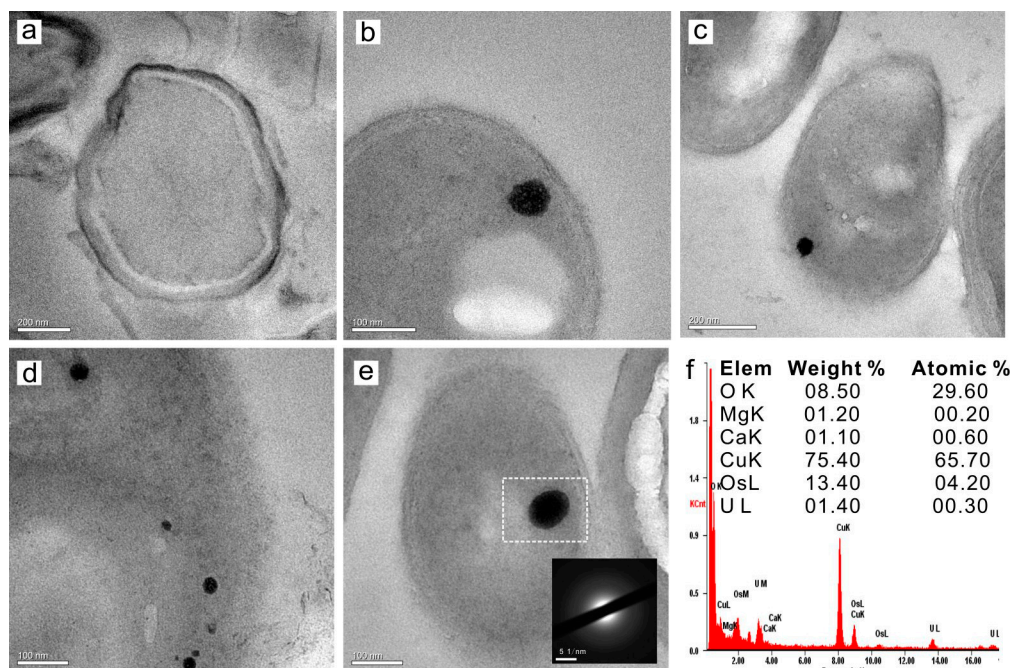 a
200 nm
b
100 nm
c
200 nm
d
100 nm
e
5 1/nm
100 nm
f
Elem Weight % Atomic %
O K 08.50 29.60
MgK 01.20 00.20
CaK 01.10 00.60
CuK 75.40 65.70
OsL 13.40 04.20
U L 01.40 00.30
1.8
1.4
KCnt
0.9
0.5
O K
CuL
MgK
OsM
U M
CaK
CaK
CuK
OsL
CuK
OsL
U L
U L
2.00 4.00 6.00 8.00 10.00 12.00 14.00 16.00